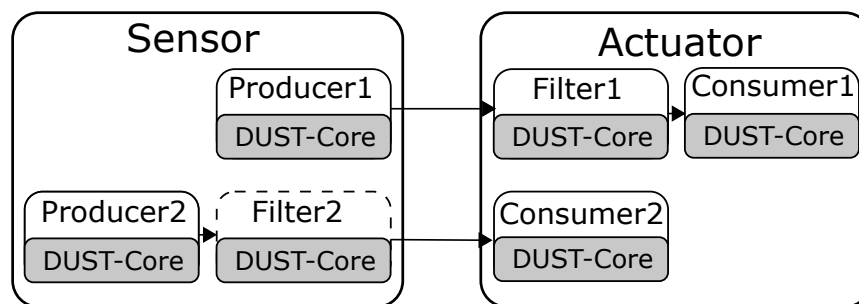 Sensor
Actuator
Producer1
DUST-Core
Filter1
DUST-Core
Consumer1
DUST-Core
Producer2
DUST-Core
Filter2
DUST-Core
Consumer2
DUST-Core